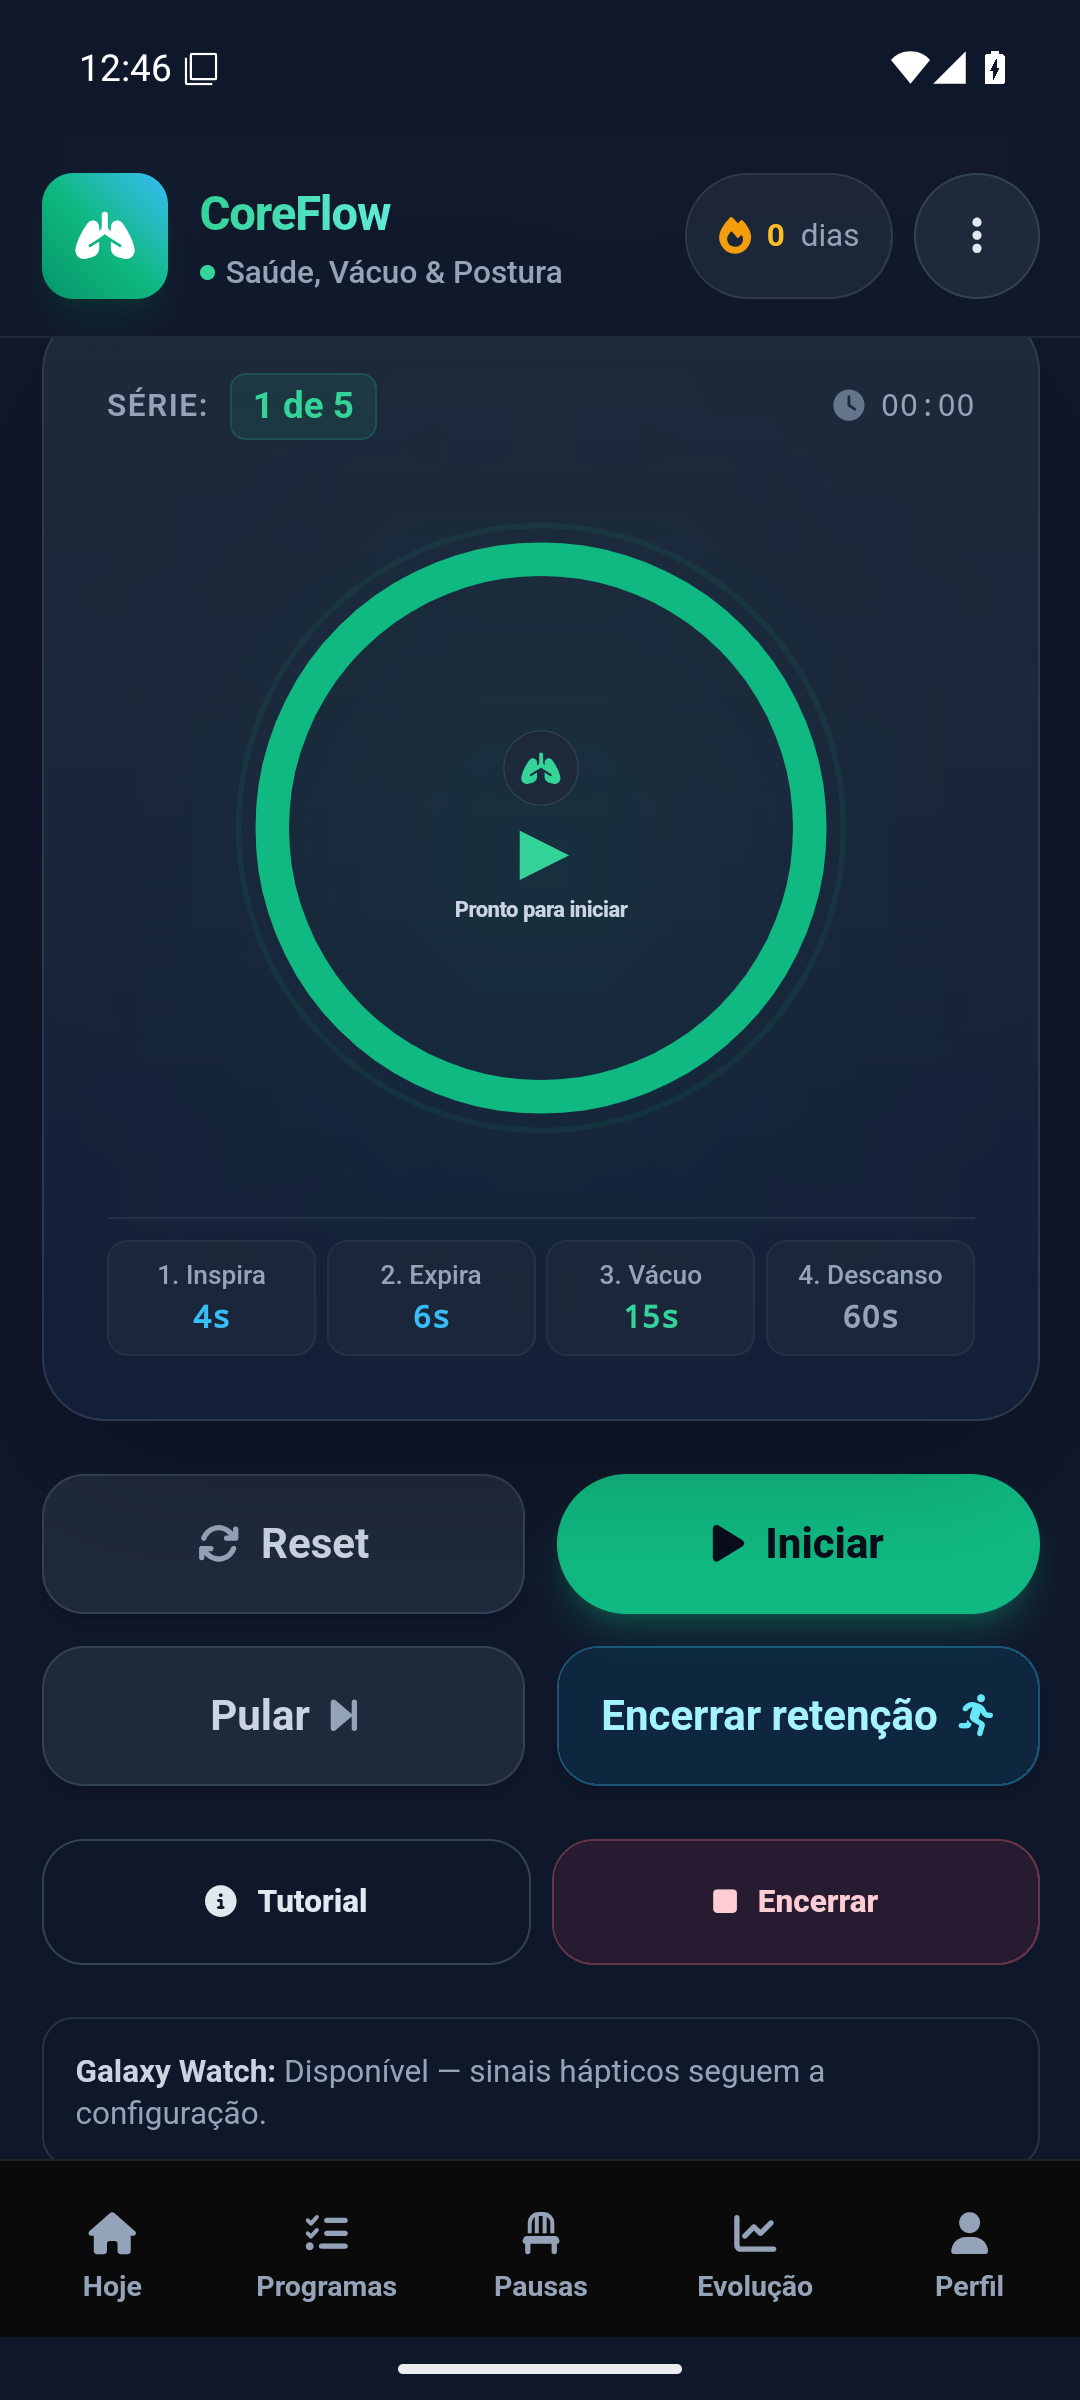 12:46
CoreFlow
Saúde, Vácuo & Postura
0 dias
SÉRIE: 1 de 5
00:00
Pronto para iniciar
1. Inspira
4s
2. Expira
6s
3. Vácuo
15s
4. Descanso
60s
Reset
Iniciar
Pular
Encerrar retenção
Tutorial
Encerrar
Galaxy Watch: Disponível — sinais hápticos seguem a
configuração.
Hoje
Programas
Pausas
Evolução
Perfil